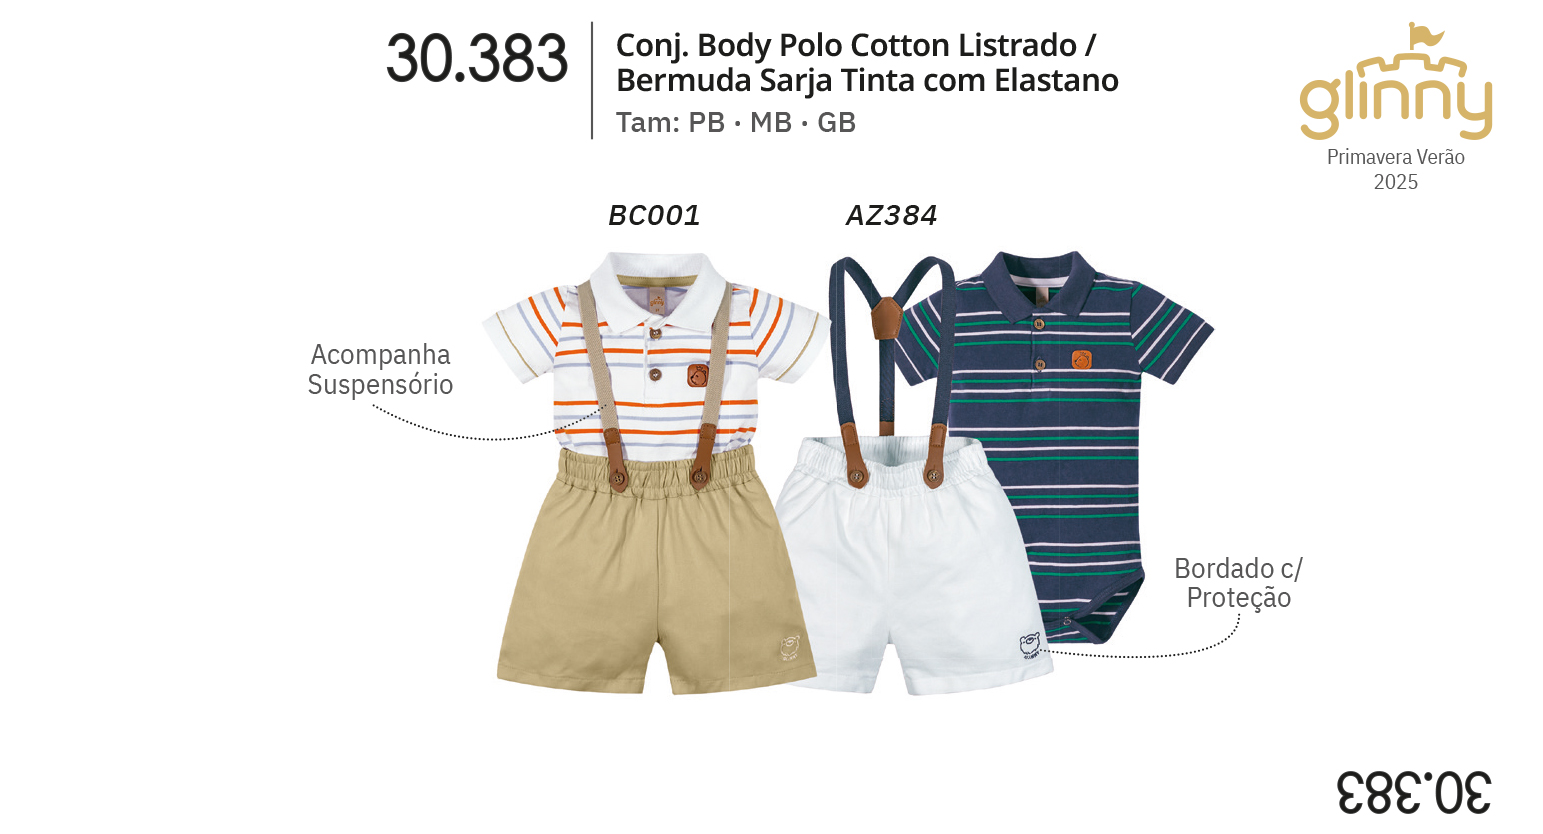 30.383
Conj. Body Polo Cotton Listrado /
Bermuda Sarja Tinta com Elastano
Tam: PB · MB · GB
glinny
Primavera Verão
2025
BC001
AZ384
Acompanha
Suspensório
Bordado c/
Proteção
30.383